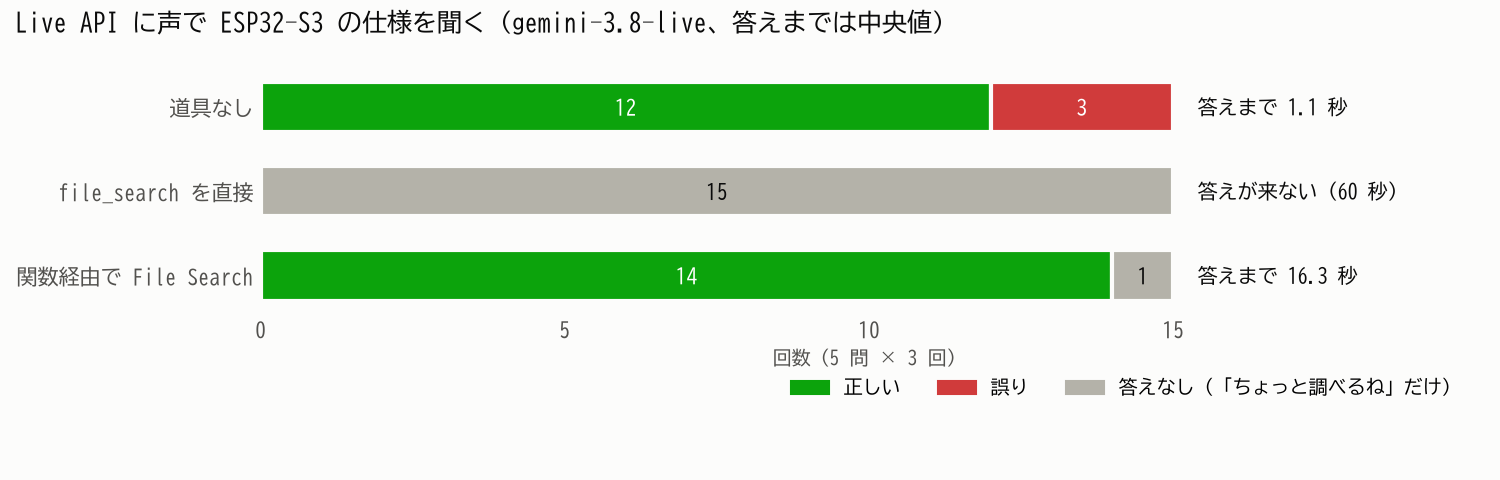 Live API に声で ESP32-S3 の仕様を聞く（gemini-3.8-live、答えまでは中央値）
道具なし 12 3 答えまで 1.1 秒
file_search を直接 15 答えが来ない（60 秒）
関数経由で File Search 14 1 答えまで 16.3 秒
0 5 10 15
回数（5 問 × 3 回）
正しい 誤り 答えなし（「ちょっと調べるね」だけ）